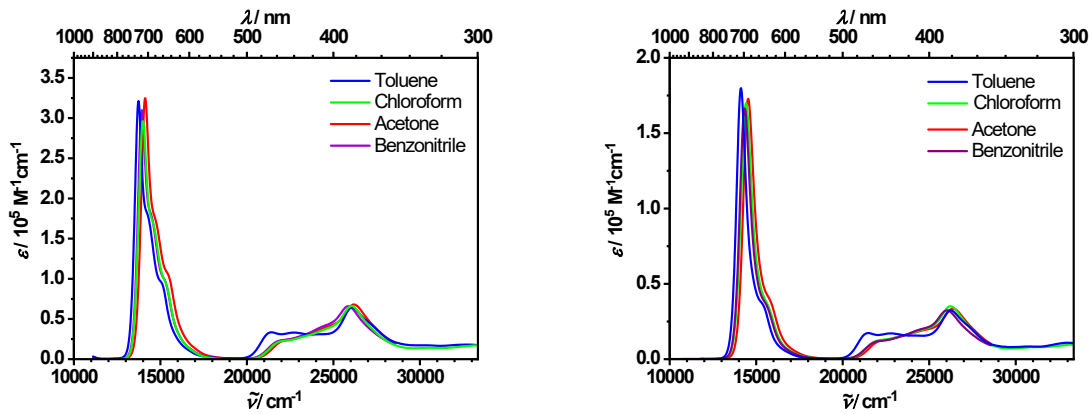 λ / nm
1000 800 700 600 500 400 300
3.5
3.0
2.5
2.0
1.5
1.0
0.5
0.0
ε / 10⁵ M⁻¹cm⁻¹
Toluene
Chloroform
Acetone
Benzonitrile
10000 15000 20000 25000 30000
ṽ / cm⁻¹
λ / nm
1000 800 700 600 500 400 300
2.0
1.5
1.0
0.5
0.0
ε / 10⁵ M⁻¹cm⁻¹
Toluene
Chloroform
Acetone
Benzonitrile
10000 15000 20000 25000 30000
ṽ / cm⁻¹